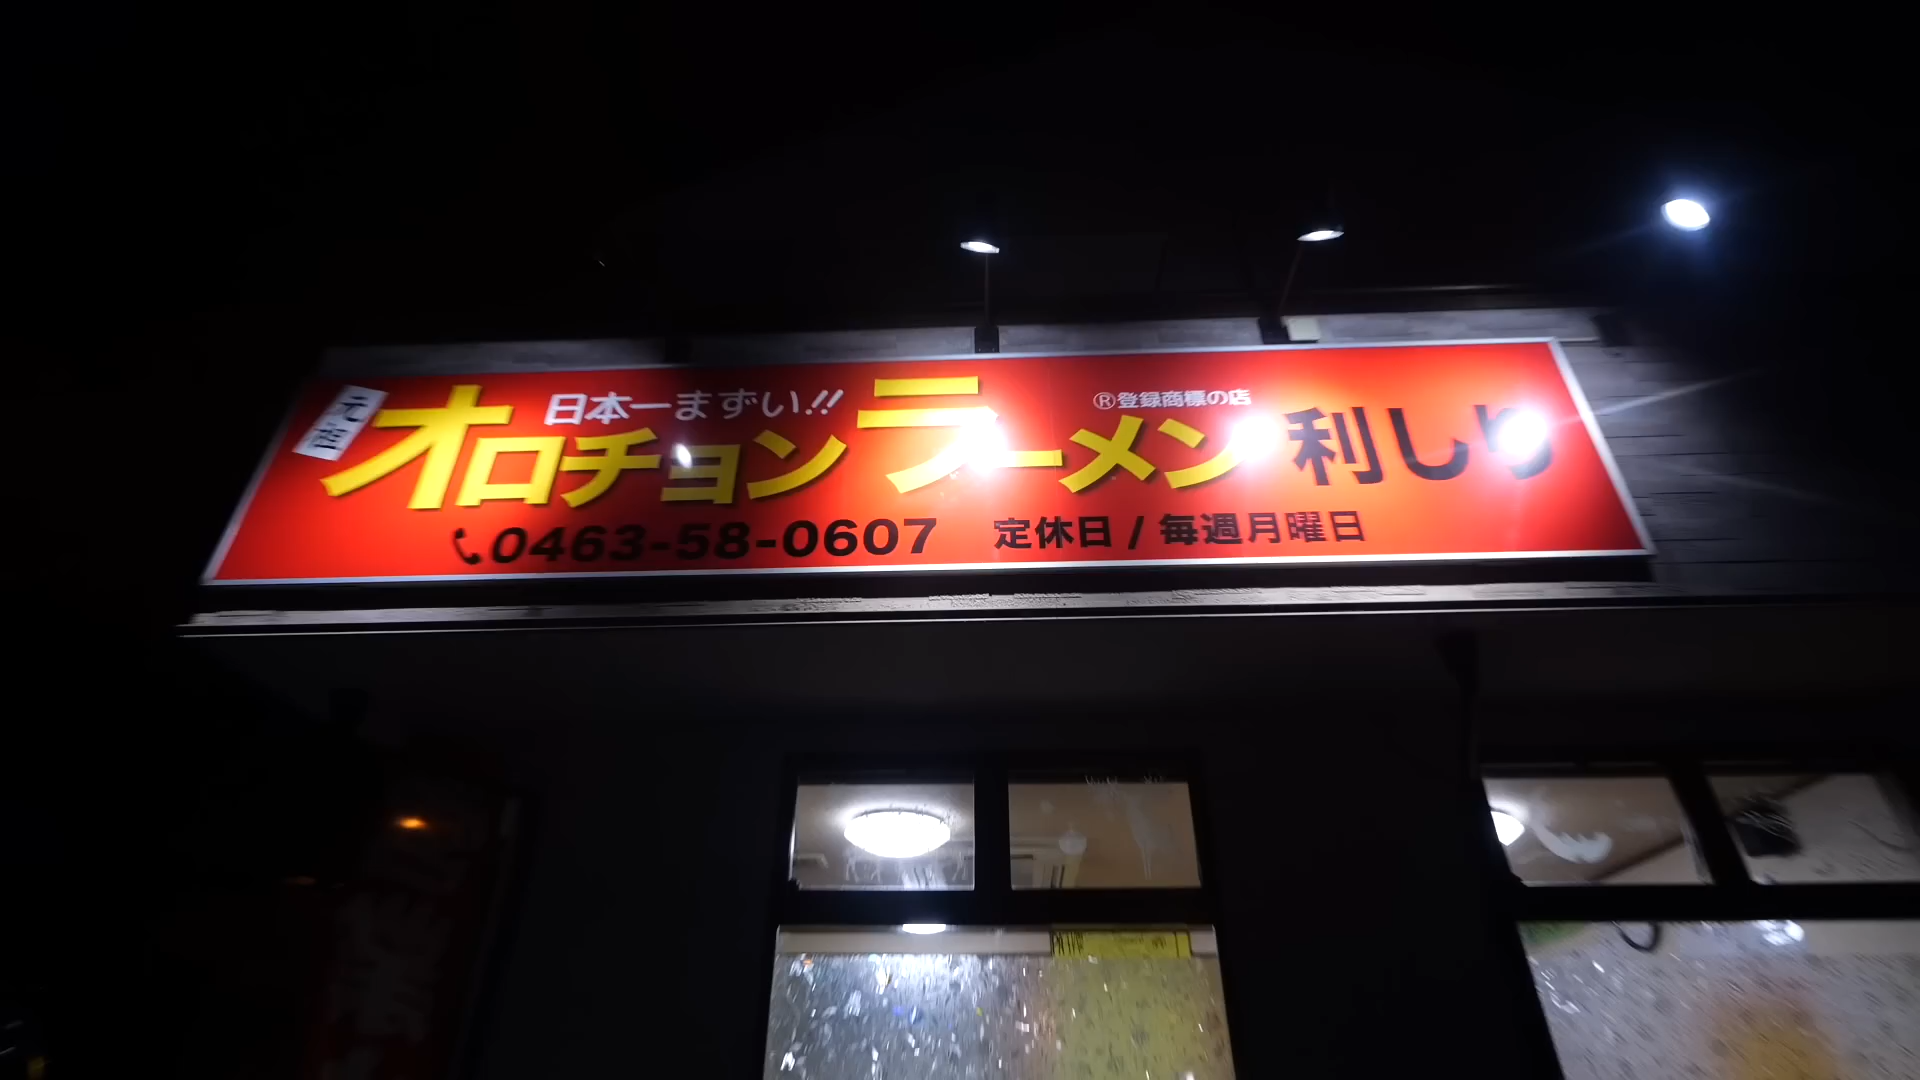 元祖
日本一まずい!!
オロチョンラーメン
®登録商標の店
利しり
0463-58-0607
定休日/毎週月曜日